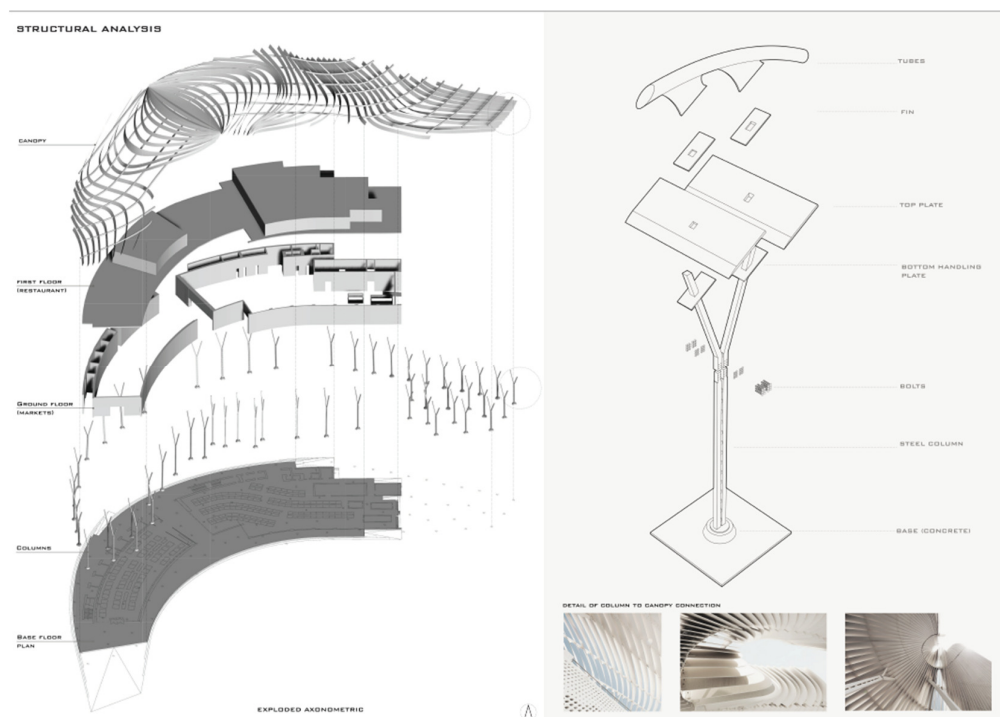 STRUCTURAL ANALYSIS
CANOPY
FIRST FLOOR
(RESTAURANT)
GROUND FLOOR
(MARKETS)
COLUMNS
BASE FLOOR
PLAN
EXPLODED AXONOMETRIC
TUBES
FIN
TOP PLATE
BOTTOM HANDLING
PLATE
BOLTS
STEEL COLUMN
BASE (CONCRETE)
DETAIL OF COLUMN TO CANOPY CONNECTION